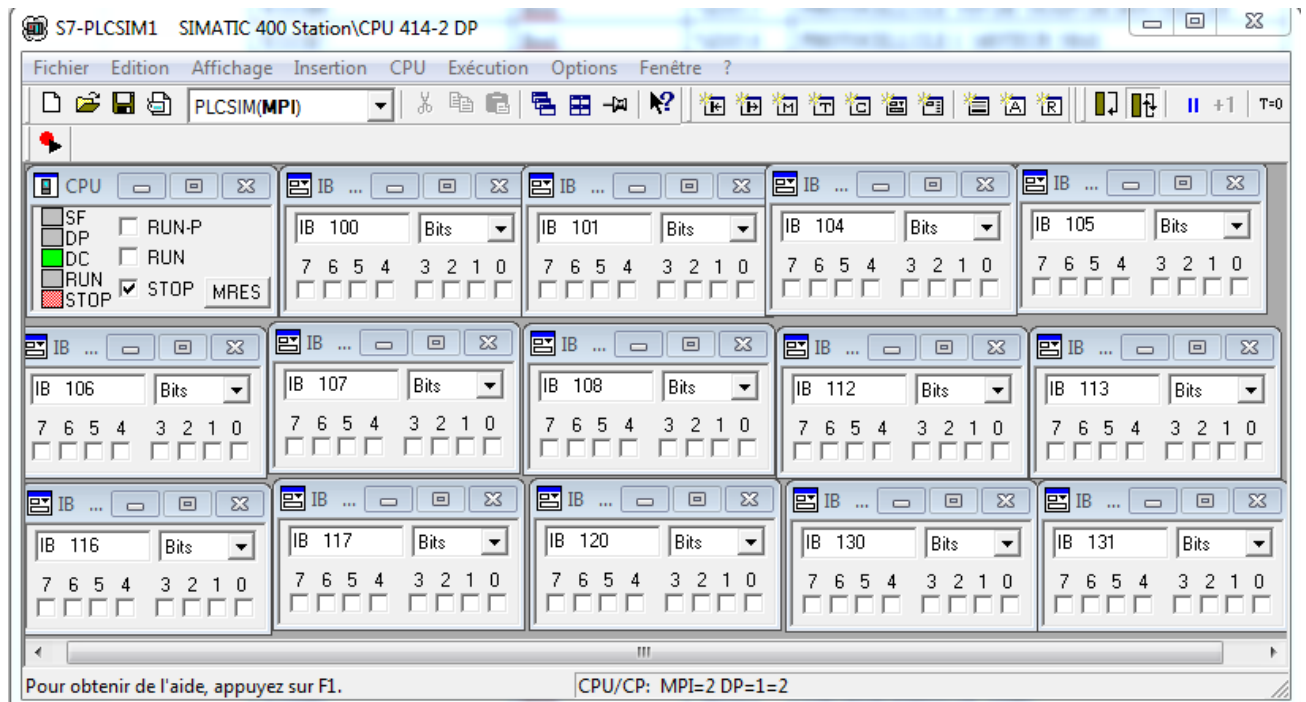 S7-PLCSIM1 SIMATIC 400 Station\CPU 414-2 DP
Fichier Edition Affichage Insertion CPU Exécution Options Fenêtre ?
PLCSIM(MPI) +1 T=0
CPU IB ... IB ... IB ... IB ...
SF
DP
DC
RUN
STOP
RUN-P
RUN
STOP MRES
IB 100 Bits
7 6 5 4 3 2 1 0
IB 101 Bits
7 6 5 4 3 2 1 0
IB 104 Bits
7 6 5 4 3 2 1 0
IB 105 Bits
7 6 5 4 3 2 1 0
IB ... IB ... IB ... IB ... IB ...
IB 106 Bits
7 6 5 4 3 2 1 0
IB 107 Bits
7 6 5 4 3 2 1 0
IB 108 Bits
7 6 5 4 3 2 1 0
IB 112 Bits
7 6 5 4 3 2 1 0
IB 113 Bits
7 6 5 4 3 2 1 0
IB ... IB ... IB ... IB ... IB ...
IB 116 Bits
7 6 5 4 3 2 1 0
IB 117 Bits
7 6 5 4 3 2 1 0
IB 120 Bits
7 6 5 4 3 2 1 0
IB 130 Bits
7 6 5 4 3 2 1 0
IB 131 Bits
7 6 5 4 3 2 1 0
Pour obtenir de l'aide, appuyez sur F1. CPU/CP: MPI=2 DP=1=2